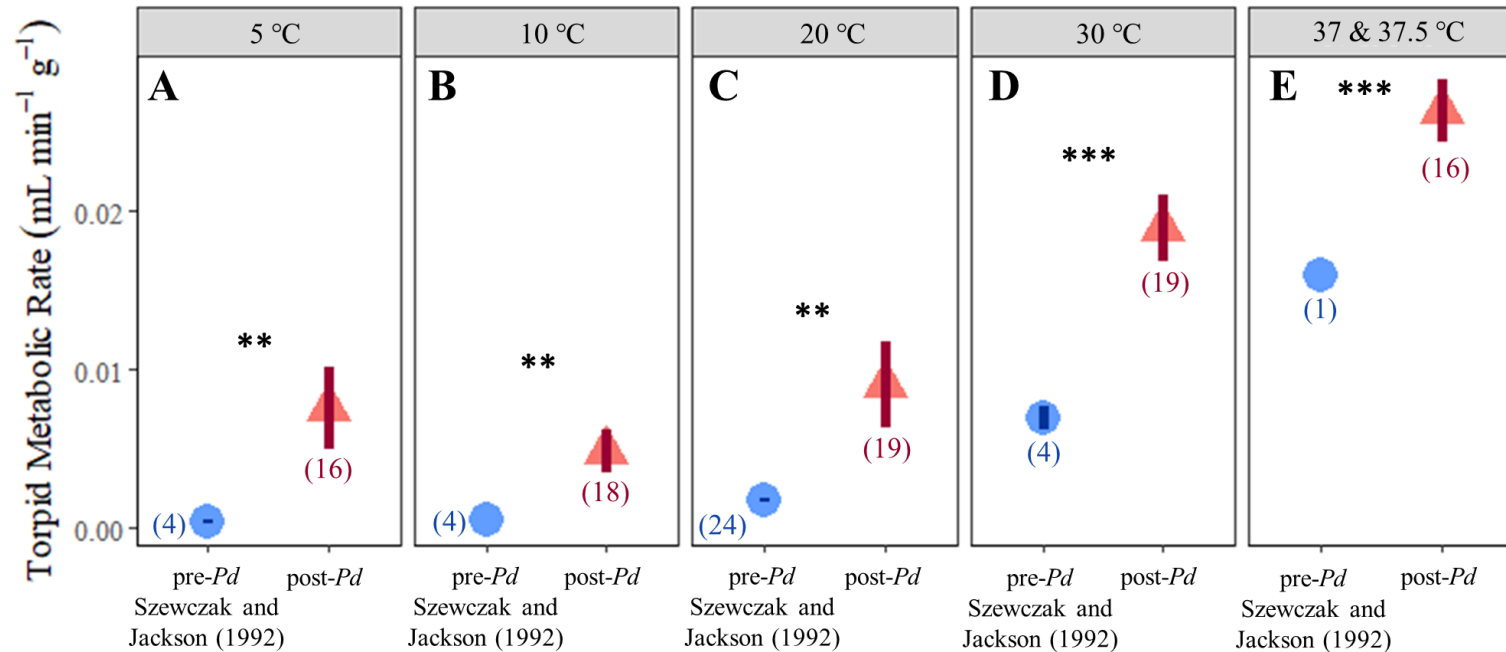 Torpid Metabolic Rate (mL min⁻¹ g⁻¹)
5 °C
10 °C
20 °C
30 °C
37 & 37.5 °C
A
B
C
D
E
**
**
**
***
***
0.02
0.01
0.00
(4)
(16)
(4)
(18)
(24)
(19)
(4)
(19)
(1)
(16)
pre-Pd
post-Pd
Szewczak and
Jackson (1992)
pre-Pd
post-Pd
Szewczak and
Jackson (1992)
pre-Pd
post-Pd
Szewczak and
Jackson (1992)
pre-Pd
post-Pd
Szewczak and
Jackson (1992)
pre-Pd
post-Pd
Szewczak and
Jackson (1992)